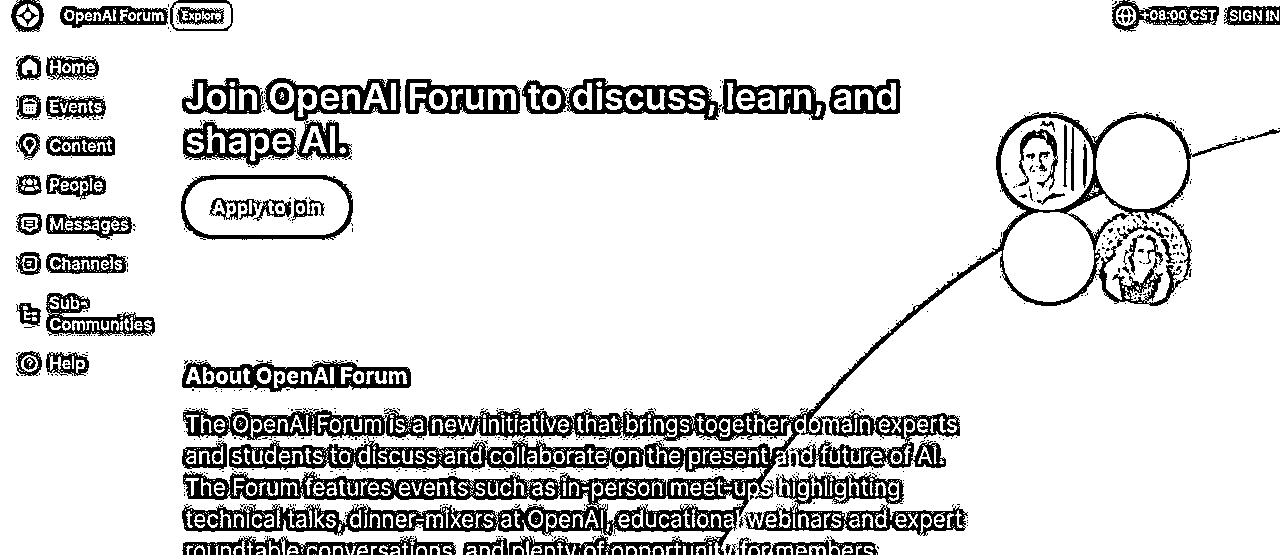 OpenAI Forum Explore
+08:00 CST SIGN IN
Home
Events
Content
People
Messages
Channels
Sub-
Communities
Help
Join OpenAI Forum to discuss, learn, and
shape AI.
Apply to join
About OpenAI Forum
The OpenAI Forum is a new initiative that brings together domain experts
and students to discuss and collaborate on the present and future of AI.
The Forum features events such as in-person meet-ups highlighting
technical talks, dinner-mixers at OpenAI, educational webinars and expert
roundtable conversations, and plenty of opportunity for members